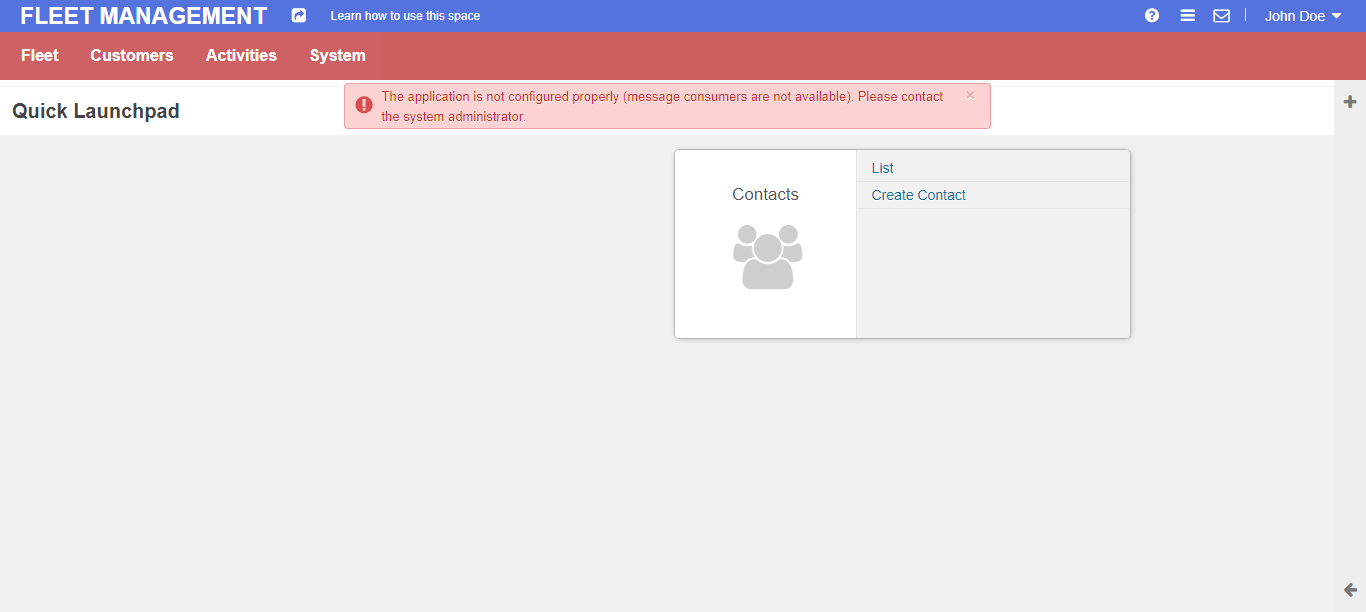 FLEET MANAGEMENT
Learn how to use this space
John Doe
Fleet
Customers
Activities
System
The application is not configured properly (message consumers are not available). Please contact
the system administrator.
Quick Launchpad
Contacts
List
Create Contact